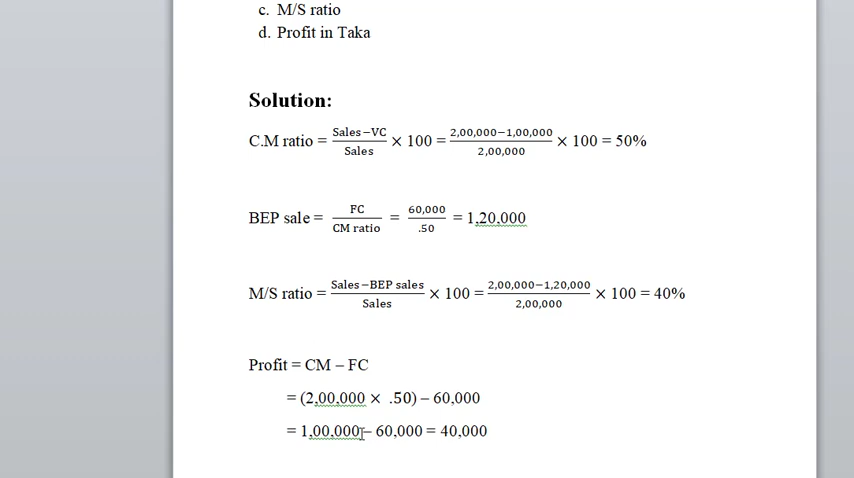 c. M/S ratio
d. Profit in Taka
Solution:
C.M ratio = Sales−VC/Sales × 100 = 2,00,000−1,00,000/2,00,000 × 100 = 50%
BEP sale = FC/CM ratio = 60,000/.50 = 1,20,000
M/S ratio = Sales−BEP sales/Sales × 100 = 2,00,000−1,20,000/2,00,000 × 100 = 40%
Profit = CM – FC
= (2,00,000 × .50) – 60,000
= 1,00,000 – 60,000 = 40,000